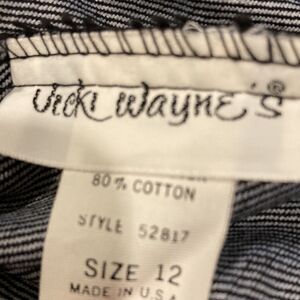 Vicki Wayne's®
80% COTTON
STYLE 52817
SIZE 12
MADE IN U.S.A